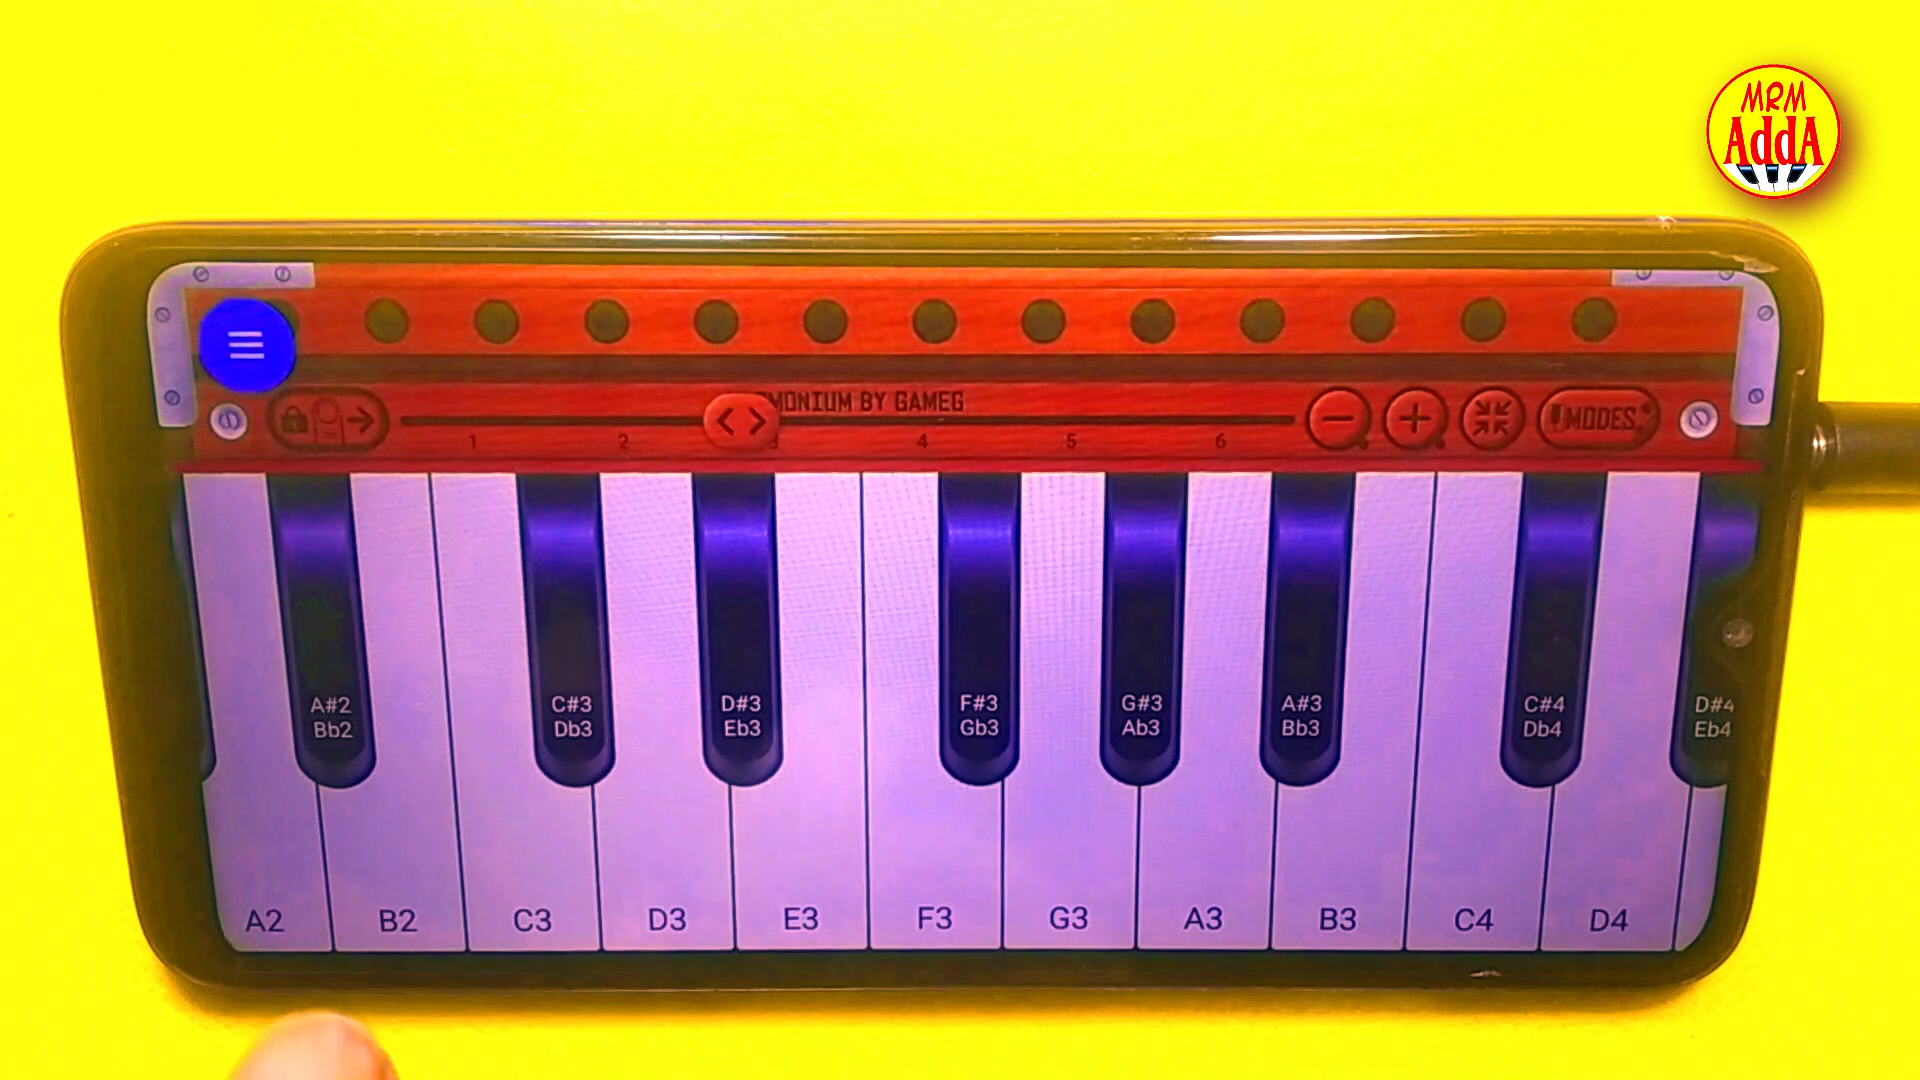 MRM
AddA
MONIUM BY GAMEG
1 2 3 4 5 6
MODES
A#2 C#3 D#3 F#3 G#3 A#3 C#4 D#4
Bb2 Db3 Eb3 Gb3 Ab3 Bb3 Db4 Eb4
A2 B2 C3 D3 E3 F3 G3 A3 B3 C4 D4